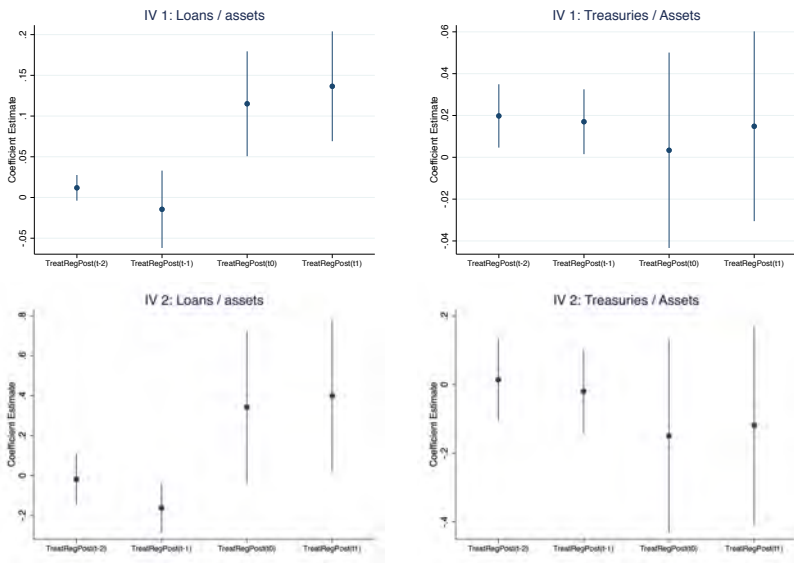 IV 1: Loans / assets
Coefficient Estimate
.2
.15
.1
.05
0
-.05
TreatRegPost(t-2) TreatRegPost(t-1) TreatRegPost(t0) TreatRegPost(t1)
IV 1: Treasuries / Assets
Coefficient Estimate
.06
.04
.02
0
-.02
-.04
TreatRegPost(t-2) TreatRegPost(t-1) TreatRegPost(t0) TreatRegPost(t1)
IV 2: Loans / assets
Coefficient Estimate
.8
.6
.4
.2
0
-.2
TreatRegPost(t-2) TreatRegPost(t-1) TreatRegPost(t0) TreatRegPost(t1)
IV 2: Treasuries / Assets
Coefficient Estimate
.2
0
-.2
-.4
TreatRegPost(t-2) TreatRegPost(t-1) TreatRegPost(t0) TreatRegPost(t1)